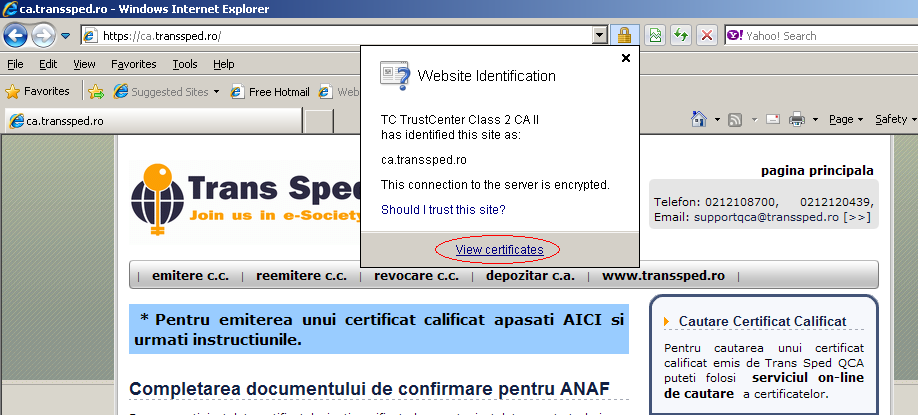 ca.transsped.ro - Windows Internet Explorer
https://ca.transsped.ro/
Yahoo! Search
File Edit View Favorites Tools Help
Favorites Suggested Sites Free Hotmail Web
ca.transsped.ro
Page Safety
Website Identification
TC TrustCenter Class 2 CA II
has identified this site as:
ca.transsped.ro
This connection to the server is encrypted.
Should I trust this site?
View certificates
Trans Sped
Join us in e-Society
pagina principala
Telefon: 0212108700, 0212120439,
Email: supportqca@transsped.ro [>>]
| emitere c.c. | reemitere c.c. | revocare c.c. | depozitar c.a. | www.transsped.ro |
* Pentru emiterea unui certificat calificat apasati AICI si
urmati instructiunile.
Completarea documentului de confirmare pentru ANAF
Cautare Certificat Calificat
Pentru cautarea unui certificat
calificat emis de Trans Sped QCA
puteti folosi serviciul on-line
de cautare a certificatelor.